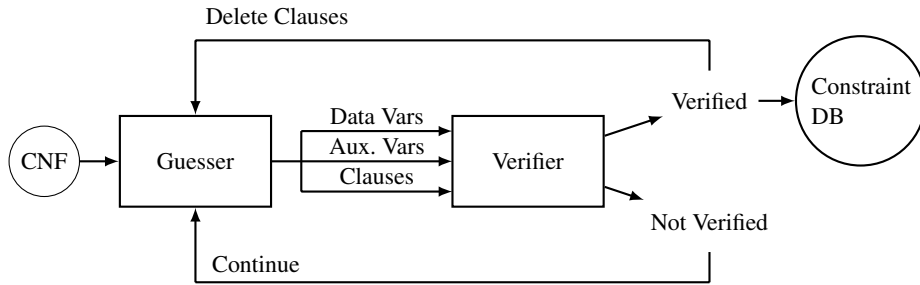 Delete Clauses
CNF
Guesser
Data Vars
Aux. Vars
Clauses
Verifier
Verified
Constraint
DB
Not Verified
Continue